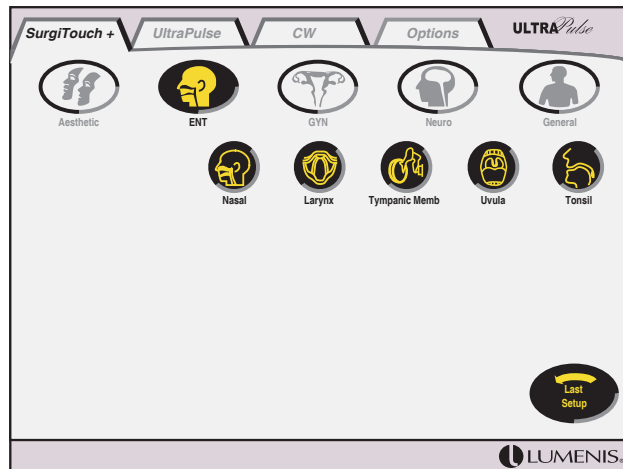 SurgiTouch + UltraPulse CW Options ULTRAPulse
Aesthetic ENT GYN Neuro General
Nasal Larynx Tympanic Memb Uvula Tonsil
Last
Setup
LUMENIS®